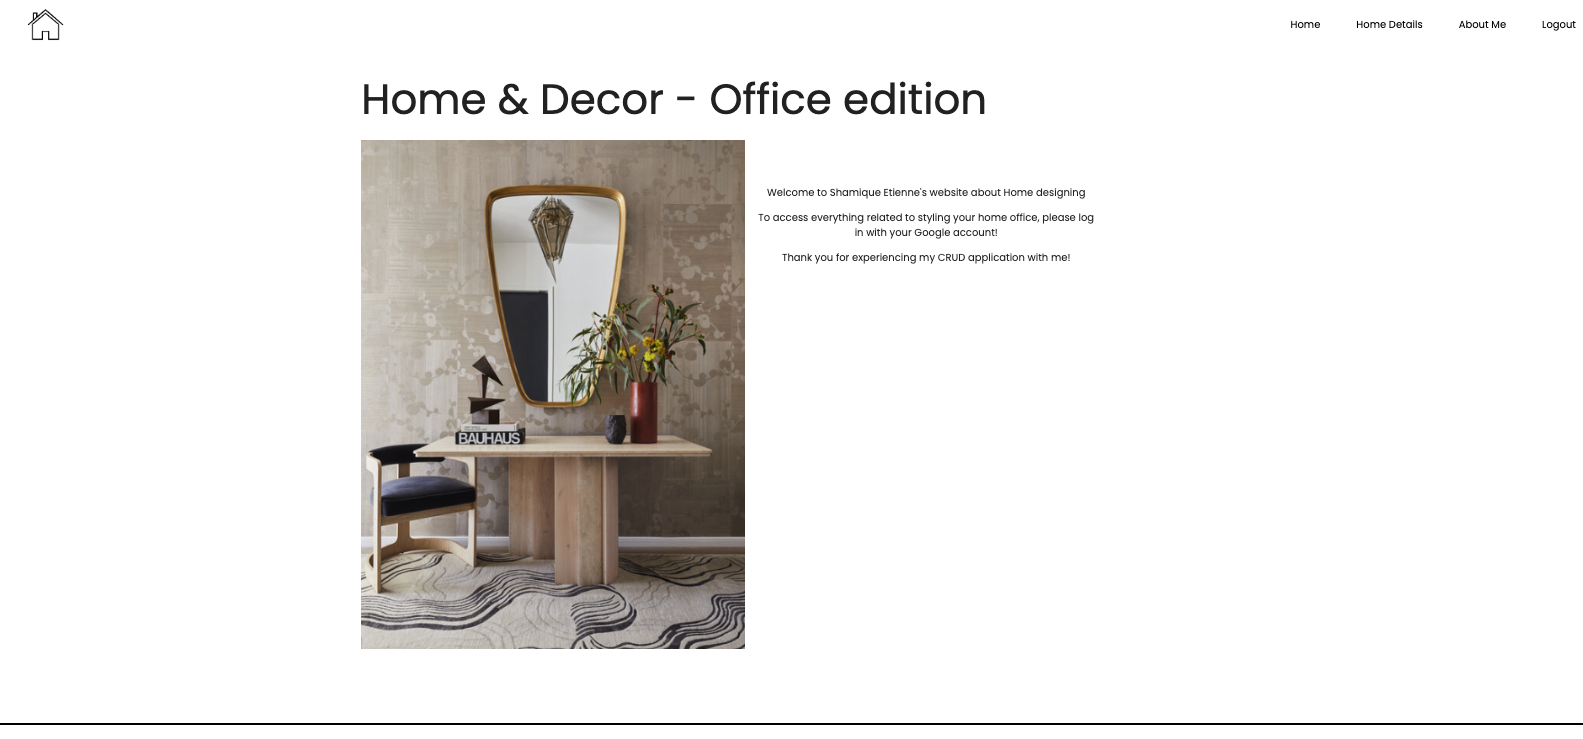 Home
Home Details
About Me
Logout
Home & Decor - Office edition
Welcome to Shamique Etienne's website about Home designing
To access everything related to styling your home office, please log
in with your Google account!
Thank you for experiencing my CRUD application with me!
BAUHAUS